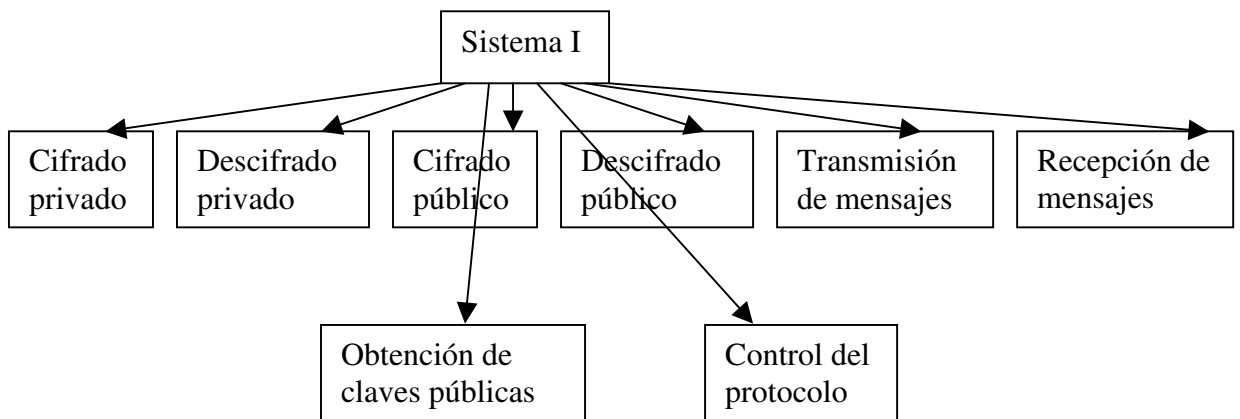 Sistema I
Cifrado
privado
Descifrado
privado
Cifrado
público
Descifrado
público
Transmisión
de mensajes
Recepción de
mensajes
Obtención de
claves públicas
Control del
protocolo